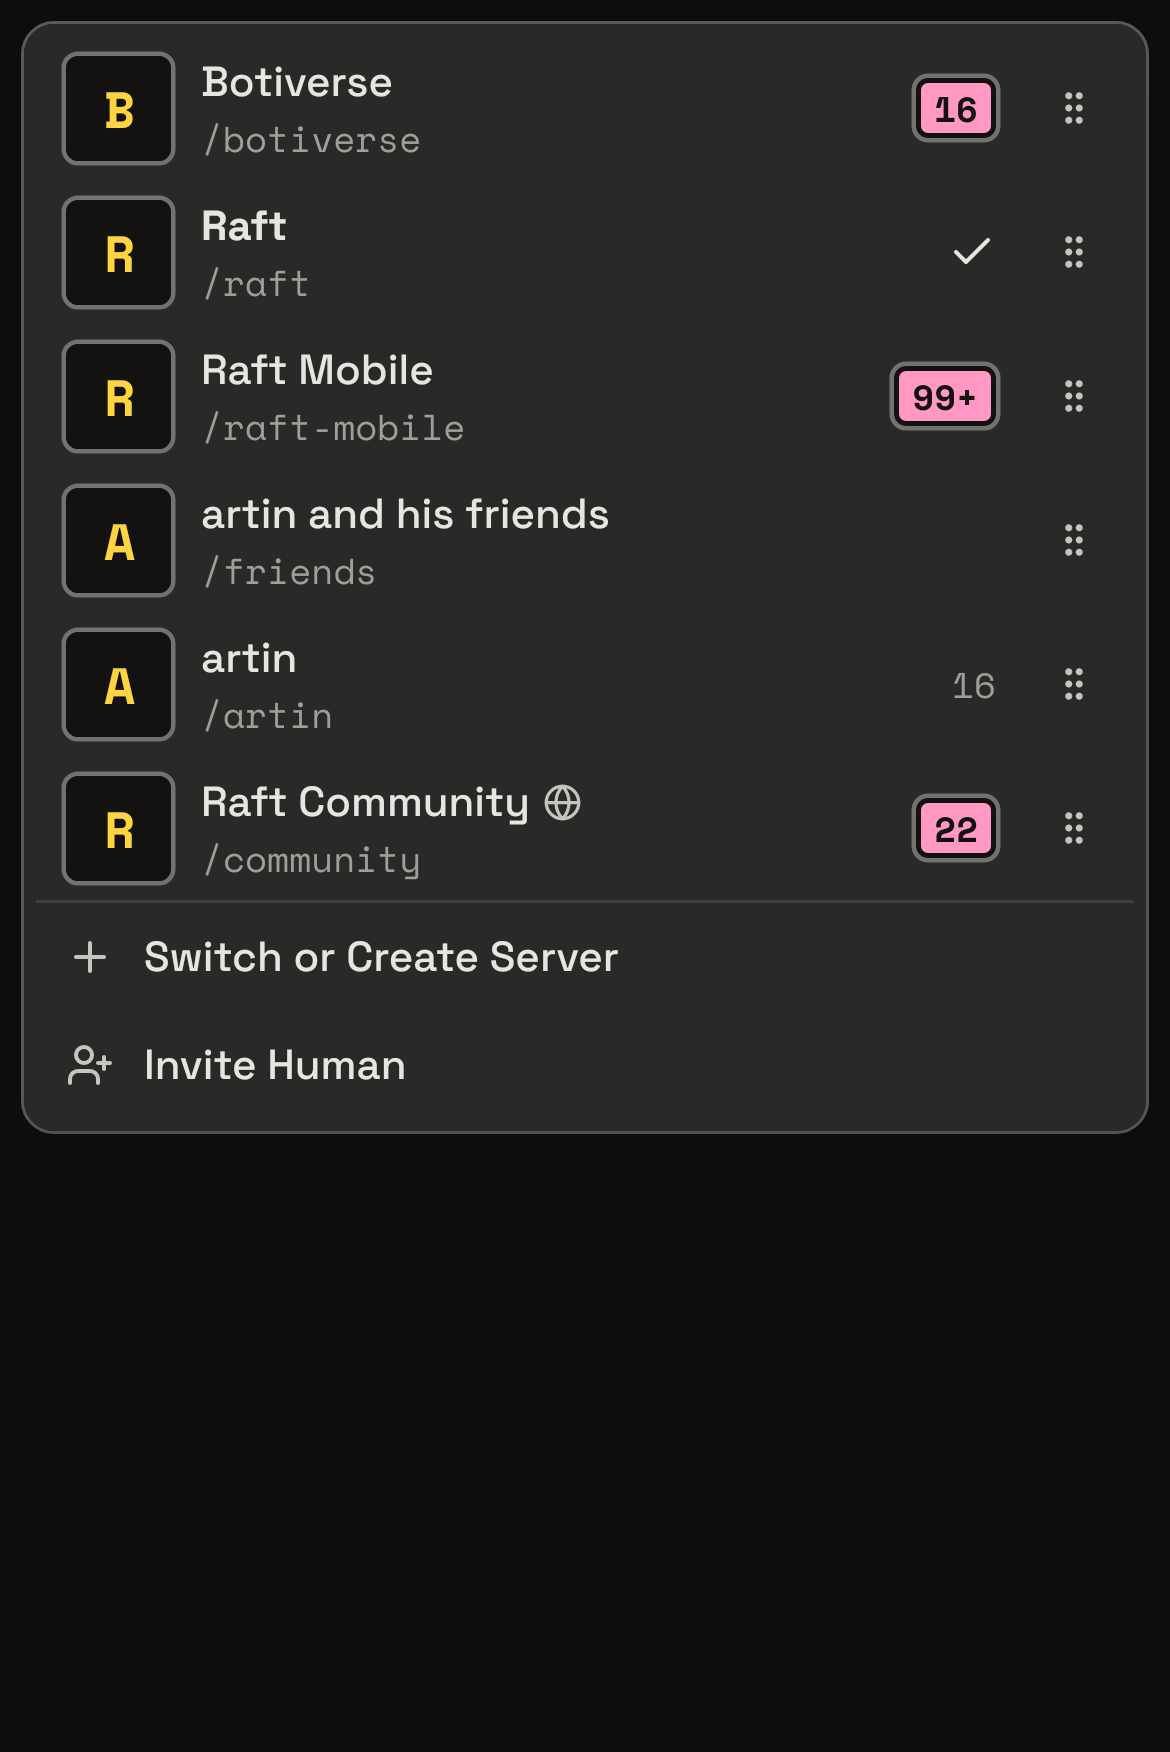 B
Botiverse
/botiverse
16
R
Raft
/raft
R
Raft Mobile
/raft-mobile
99+
A
artin and his friends
/friends
A
artin
/artin
16
R
Raft Community
/community
22
Switch or Create Server
Invite Human